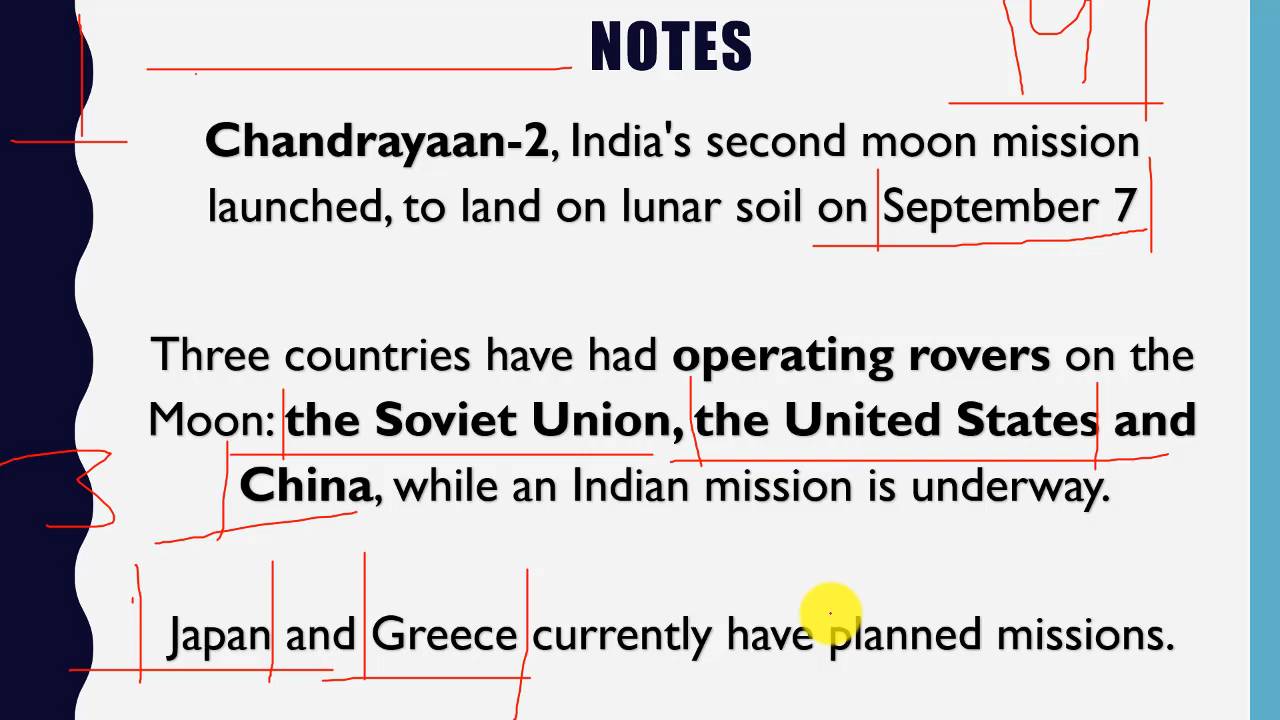 NOTES
Chandrayaan-2, India's second moon mission
launched, to land on lunar soil on September 7
Three countries have had operating rovers on the
Moon: the Soviet Union, the United States and
China, while an Indian mission is underway.
3
Japan and Greece currently have planned missions.